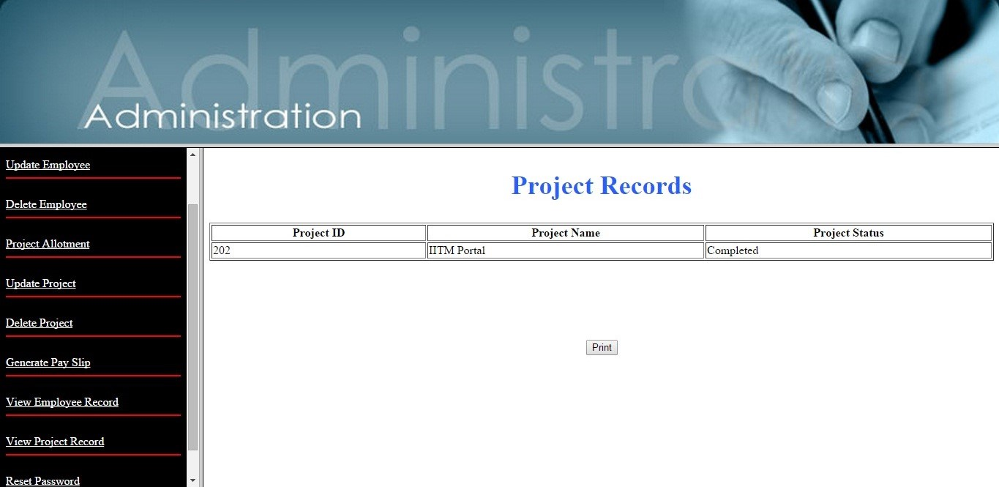 Administra
Administration
Update Employee
Delete Employee
Project Allotment
Update Project
Delete Project
Generate Pay Slip
View Employee Record
View Project Record
Reset Password
Project Records
Project ID Project Name Project Status
202 IITM Portal Completed
Print